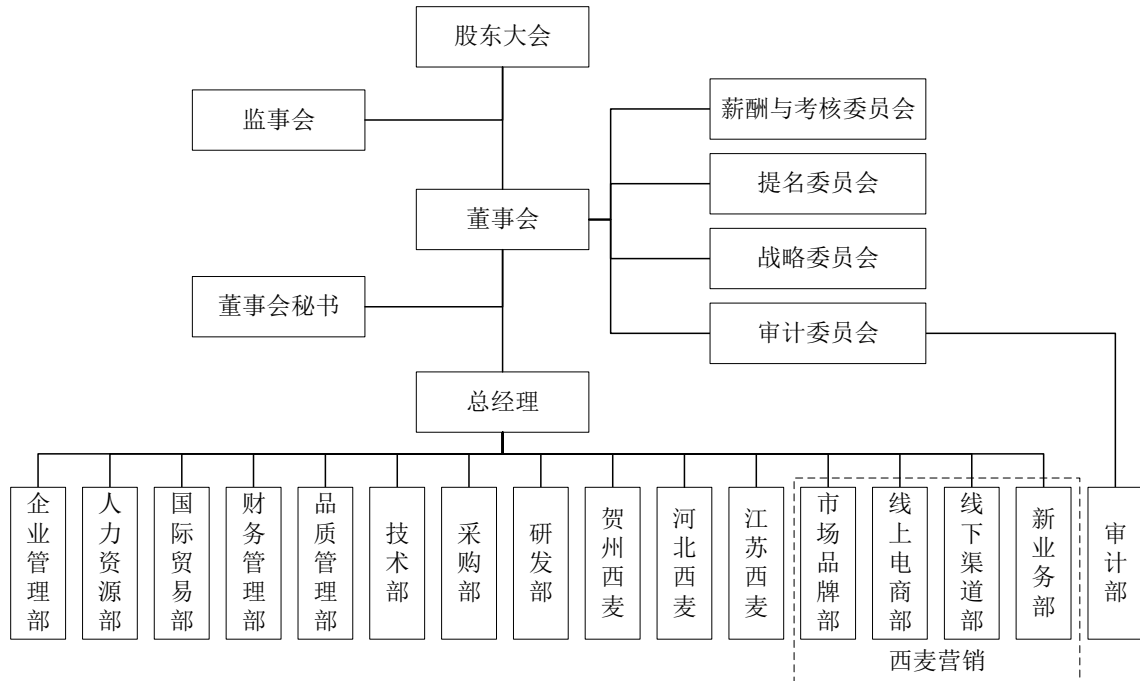 股东大会
监事会
薪酬与考核委员会
提名委员会
董事会
战略委员会
董事会秘书
审计委员会
总经理
企业管理部
人力资源部
国际贸易部
财务管理部
品质管理部
技术部
采购部
研发部
贺州西麦
河北西麦
江苏西麦
市场品牌部
线上电商部
线下渠道部
新业务部
审计部
西麦营销